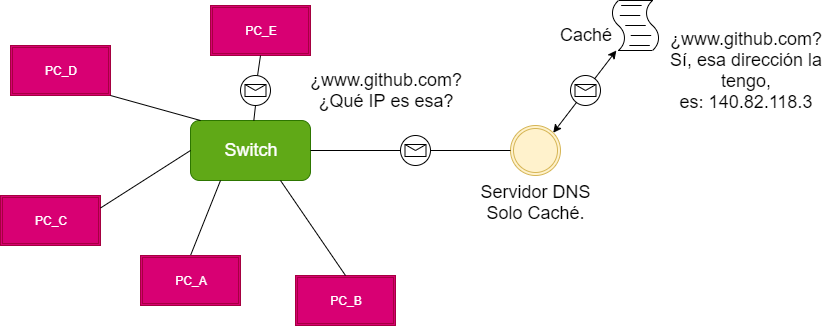 PC_E
PC_D
Caché
¿www.github.com?
Sí, esa dirección la
tengo,
es: 140.82.118.3
¿www.github.com?
¿Qué IP es esa?
Switch
Servidor DNS
Solo Caché.
PC_C
PC_A
PC_B